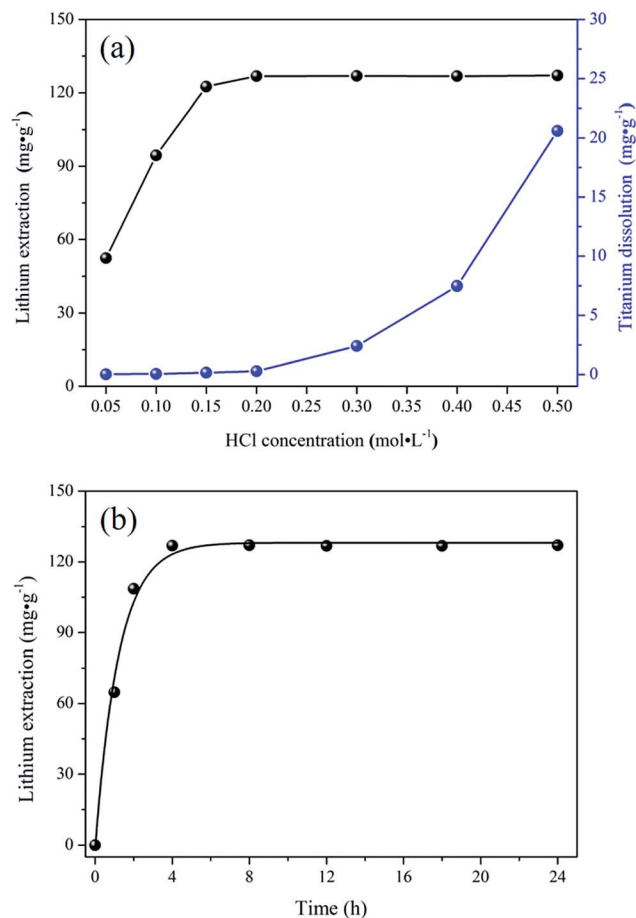 (a)
Lithium extraction (mg•g⁻¹)
150
120
90
60
30
0
Titanium dissolution (mg•g⁻¹)
30
25
20
15
10
5
0
0.05 0.10 0.15 0.20 0.30 0.35 0.40 0.45 0.50
HCl concentration (mol•L⁻¹)
(b)
Lithium extraction (mg•g⁻¹)
150
120
90
60
30
0
0 4 8 12 16 20 24
Time (h)